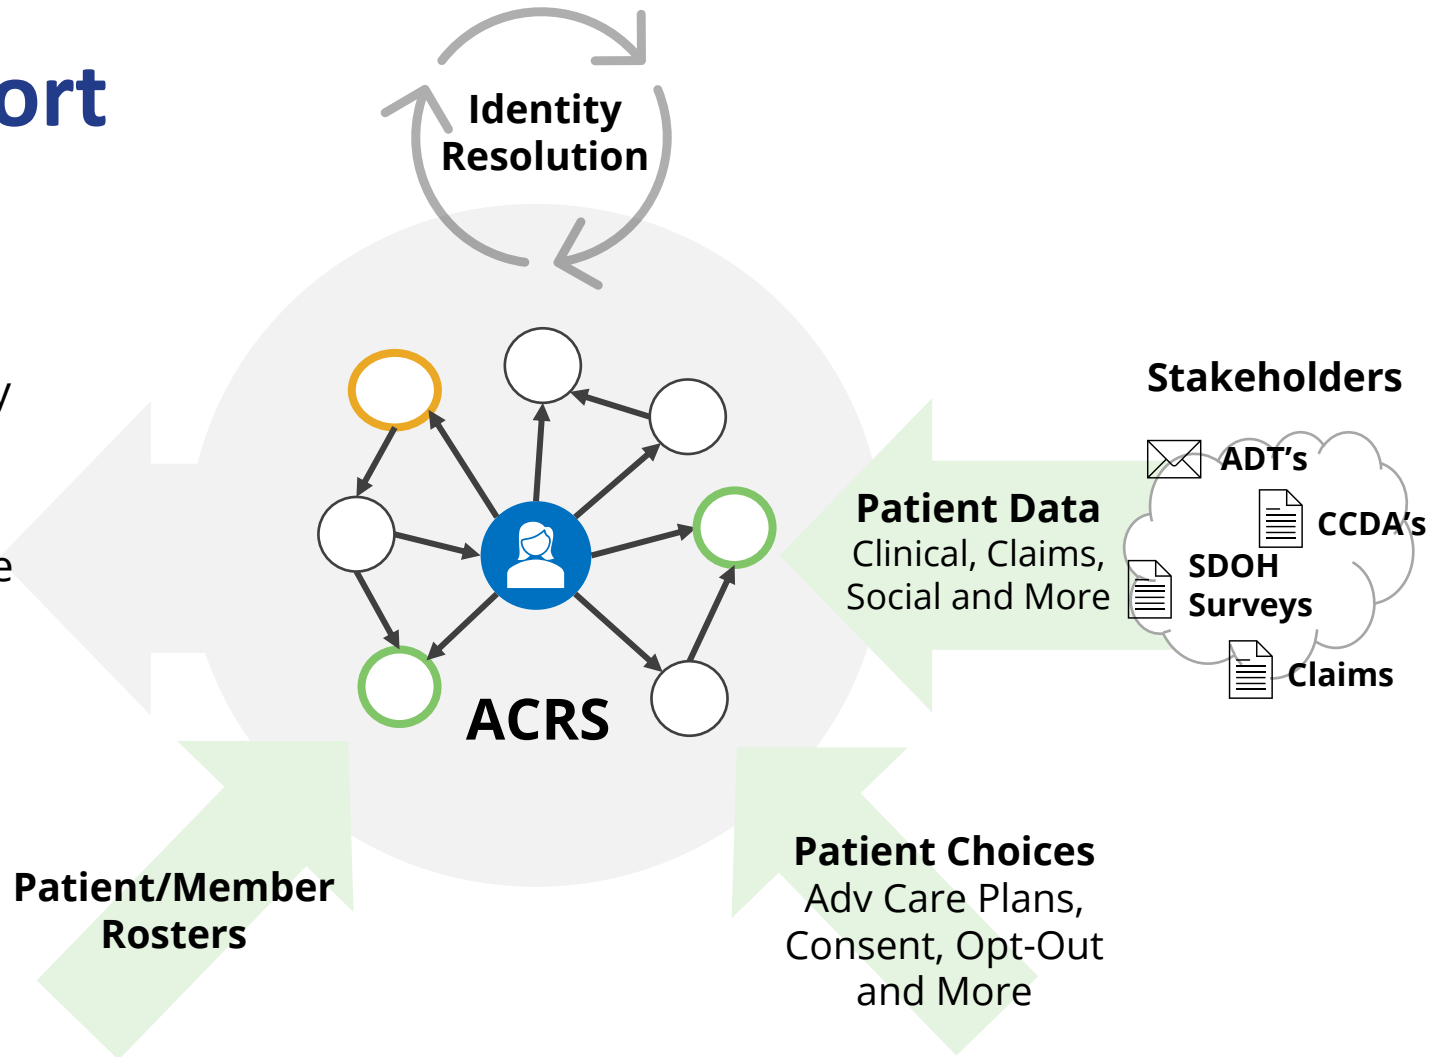 ort
Identity
Resolution
y
e
Stakeholders
ADT's
CCDA's
SDOH
Surveys
Claims
Patient Data
Clinical, Claims,
Social and More
ACRS
Patient/Member
Rosters
Patient Choices
Adv Care Plans,
Consent, Opt-Out
and More